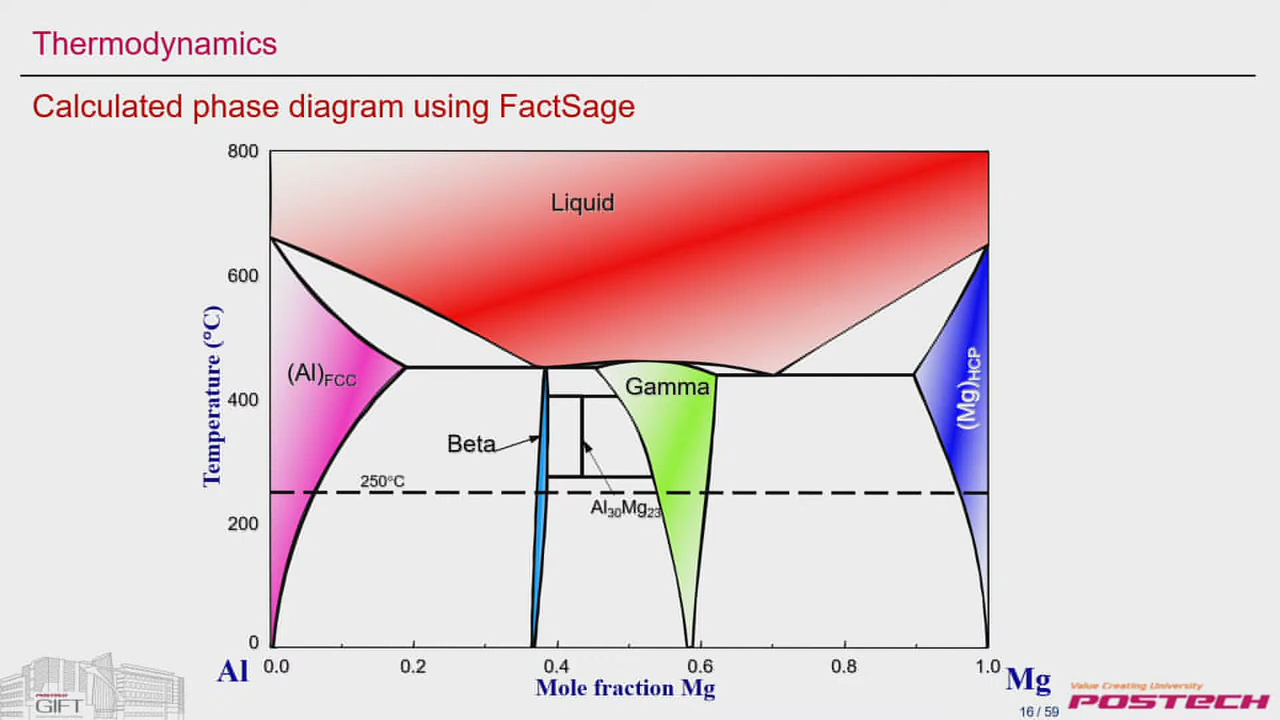 Thermodynamics
Calculated phase diagram using FactSage
800
600
400
200
0
Temperature (°C)
Liquid
(Al)FCC
Gamma
(Mg)HCP
Beta
250°C
Al30Mg23
0.0
0.2
0.4
0.6
0.8
1.0
Al
Mole fraction Mg
Mg
POSTECH
GIFT
Value Creating University
POSTECH
16 / 59